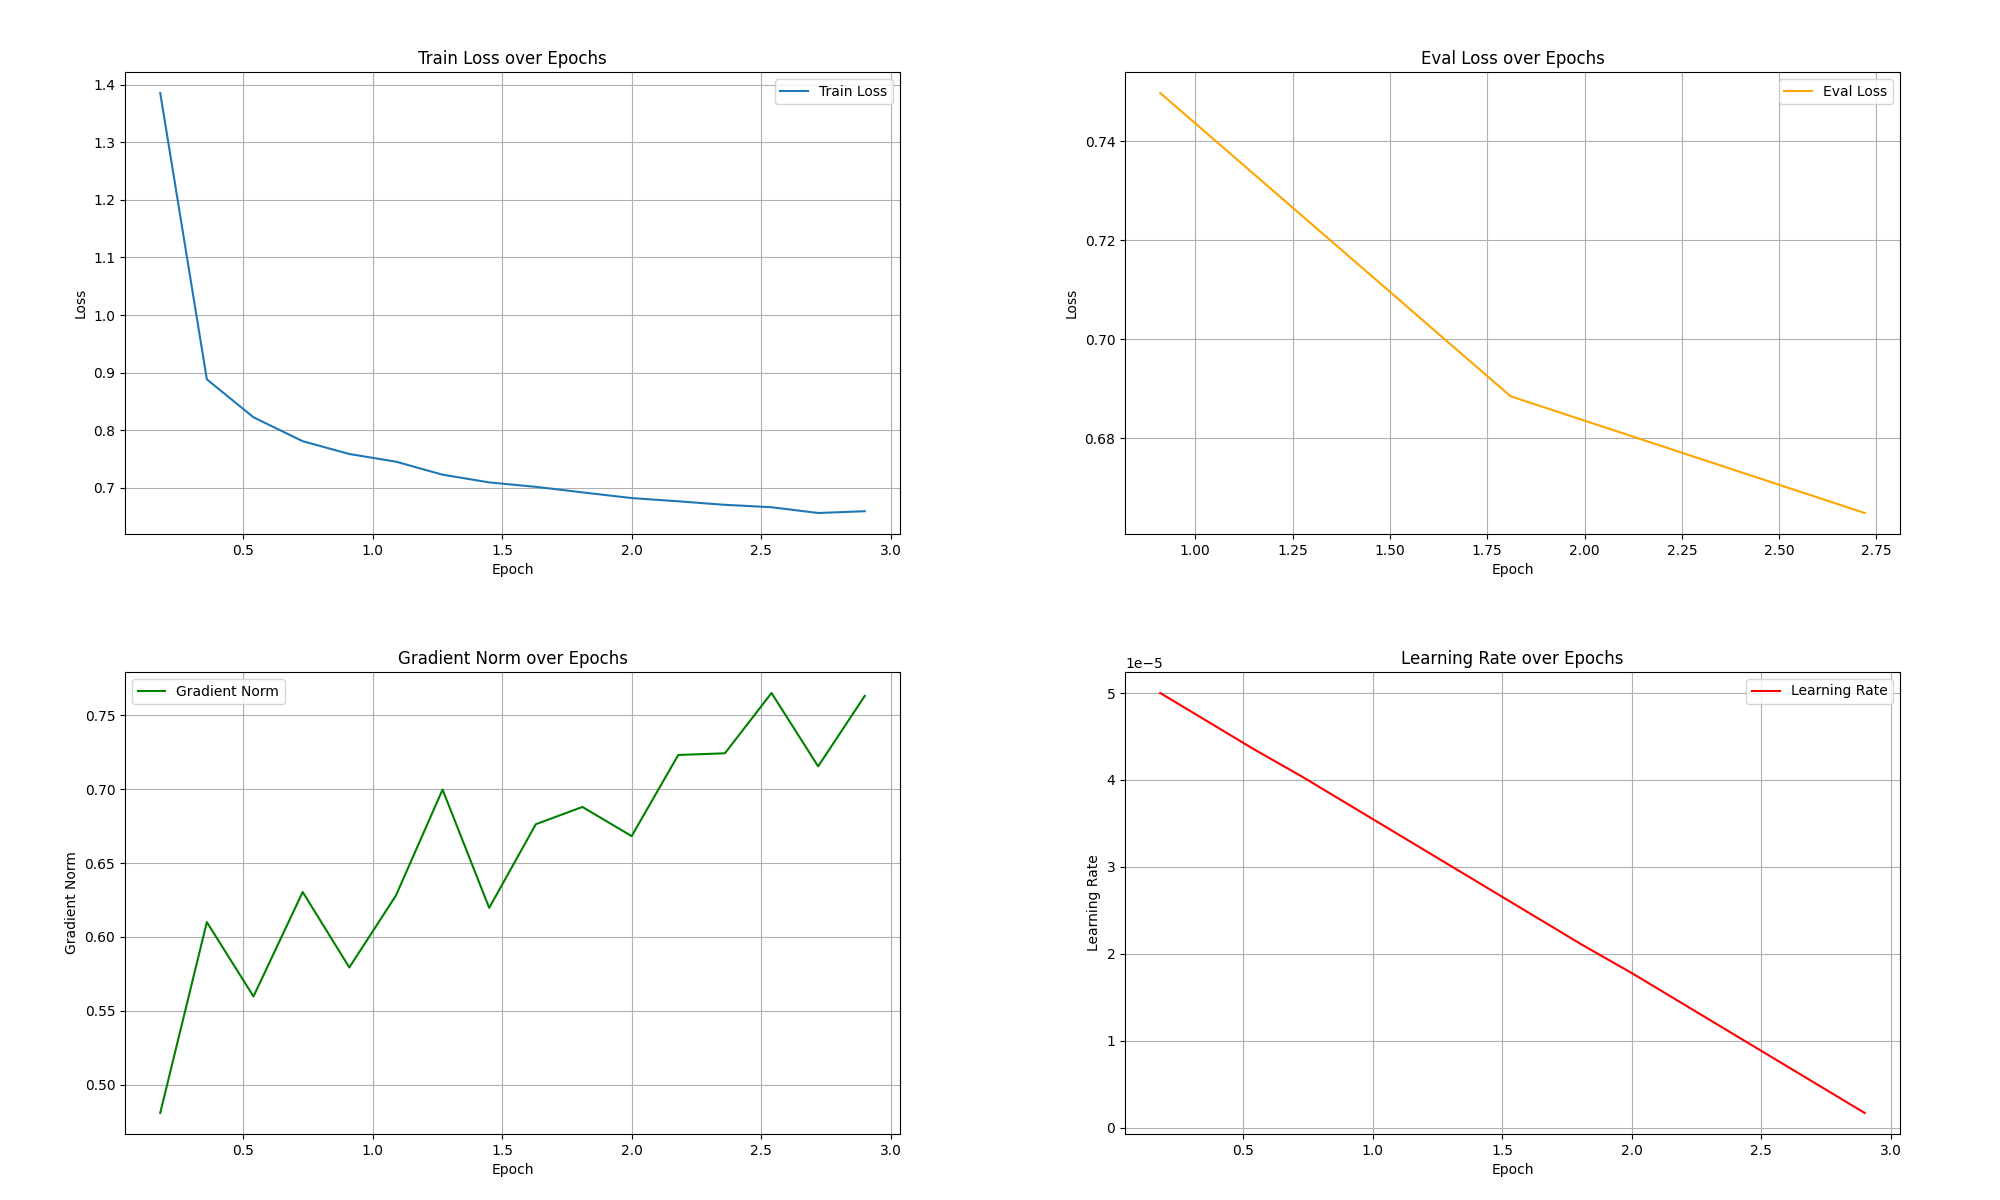 Train Loss over Epochs
Train Loss
1.4
1.3
1.2
1.1
1.0
0.9
0.8
0.7
Loss
0.5 1.0 1.5 2.0 2.5 3.0
Epoch
Eval Loss over Epochs
Eval Loss
0.74
0.72
0.70
0.68
Loss
1.00 1.25 1.50 1.75 2.00 2.25 2.50 2.75
Epoch
Gradient Norm over Epochs
Gradient Norm
0.75
0.70
0.65
0.60
0.55
0.50
Gradient Norm
0.5 1.0 1.5 2.0 2.5 3.0
Epoch
Learning Rate over Epochs
1e−5
Learning Rate
5
4
3
2
1
0
Learning Rate
0.5 1.0 1.5 2.0 2.5 3.0
Epoch